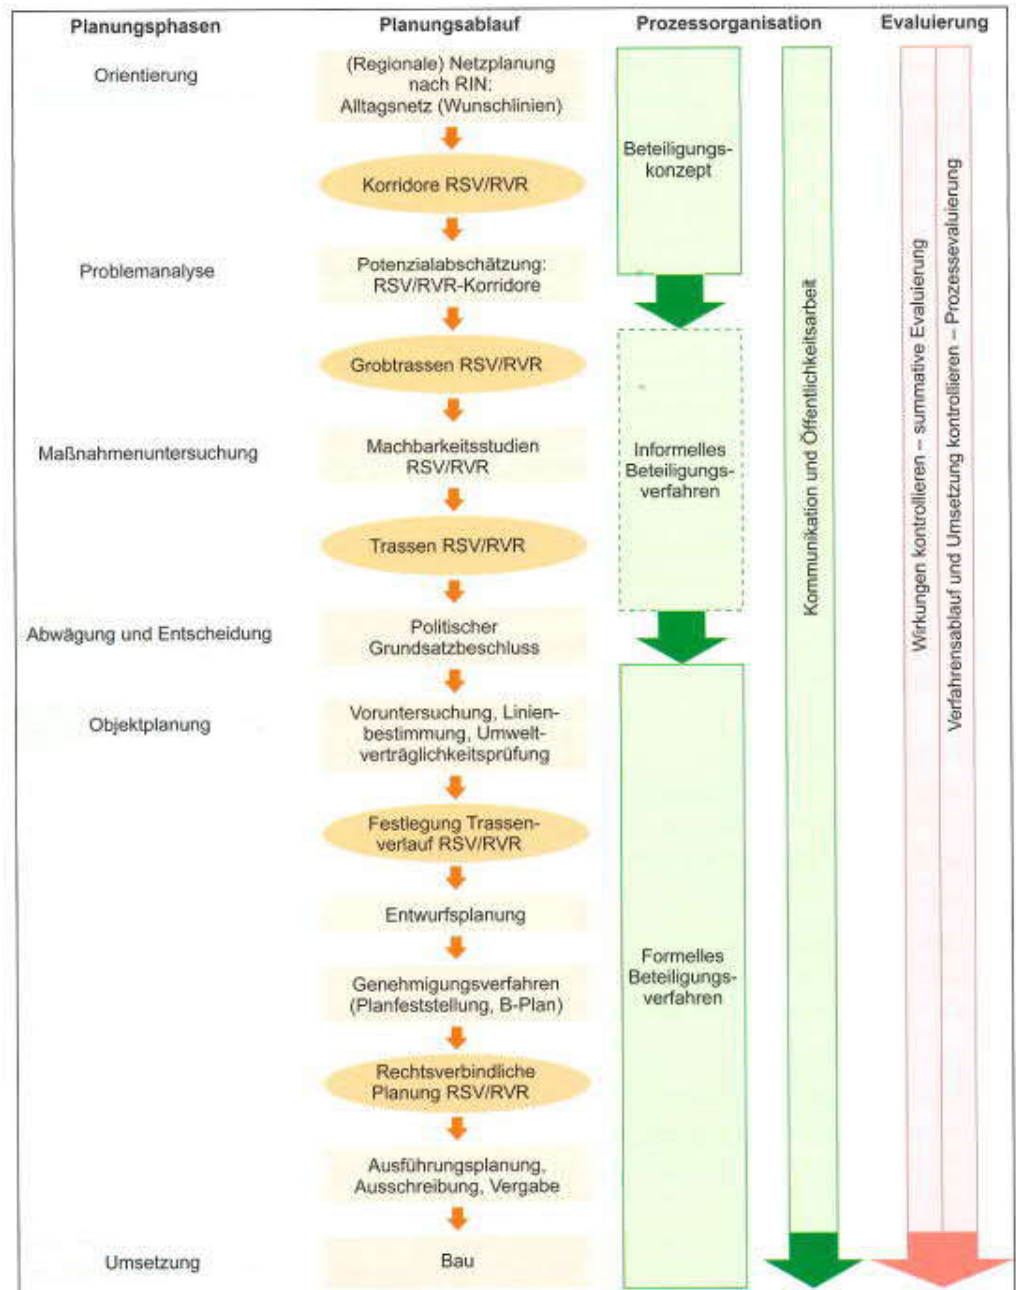 Planungsphasen
Planungsablauf
Prozessorganisation
Evaluierung
Orientierung
(Regionale) Netzplanung
nach RIN:
Alltagsnetz (Wunschlinien)
Korridore RSV/RVR
Problemanalyse
Potenzialabschätzung:
RSV/RVR-Korridore
Grobtrassen RSV/RVR
Maßnahmenuntersuchung
Machbarkeitsstudien
RSV/RVR
Trassen RSV/RVR
Abwägung und Entscheidung
Politischer
Grundsatzbeschluss
Objektplanung
Voruntersuchung, Linien-
bestimmung, Umwelt-
verträglichkeitsprüfung
Festlegung Trassen-
verlauf RSV/RVR
Entwurfsplanung
Genehmigungsverfahren
(Planfeststellung, B-Plan)
Rechtsverbindliche
Planung RSV/RVR
Ausführungsplanung,
Ausschreibung, Vergabe
Umsetzung
Bau
Beteiligungs-
konzept
Informelles
Beteiligungs-
verfahren
Formelles
Beteiligungs-
verfahren
Kommunikation und Öffentlichkeitsarbeit
Wirkungen kontrollieren – summative Evaluierung
Verfahrensablauf und Umsetzung kontrollieren – Prozessevaluierung